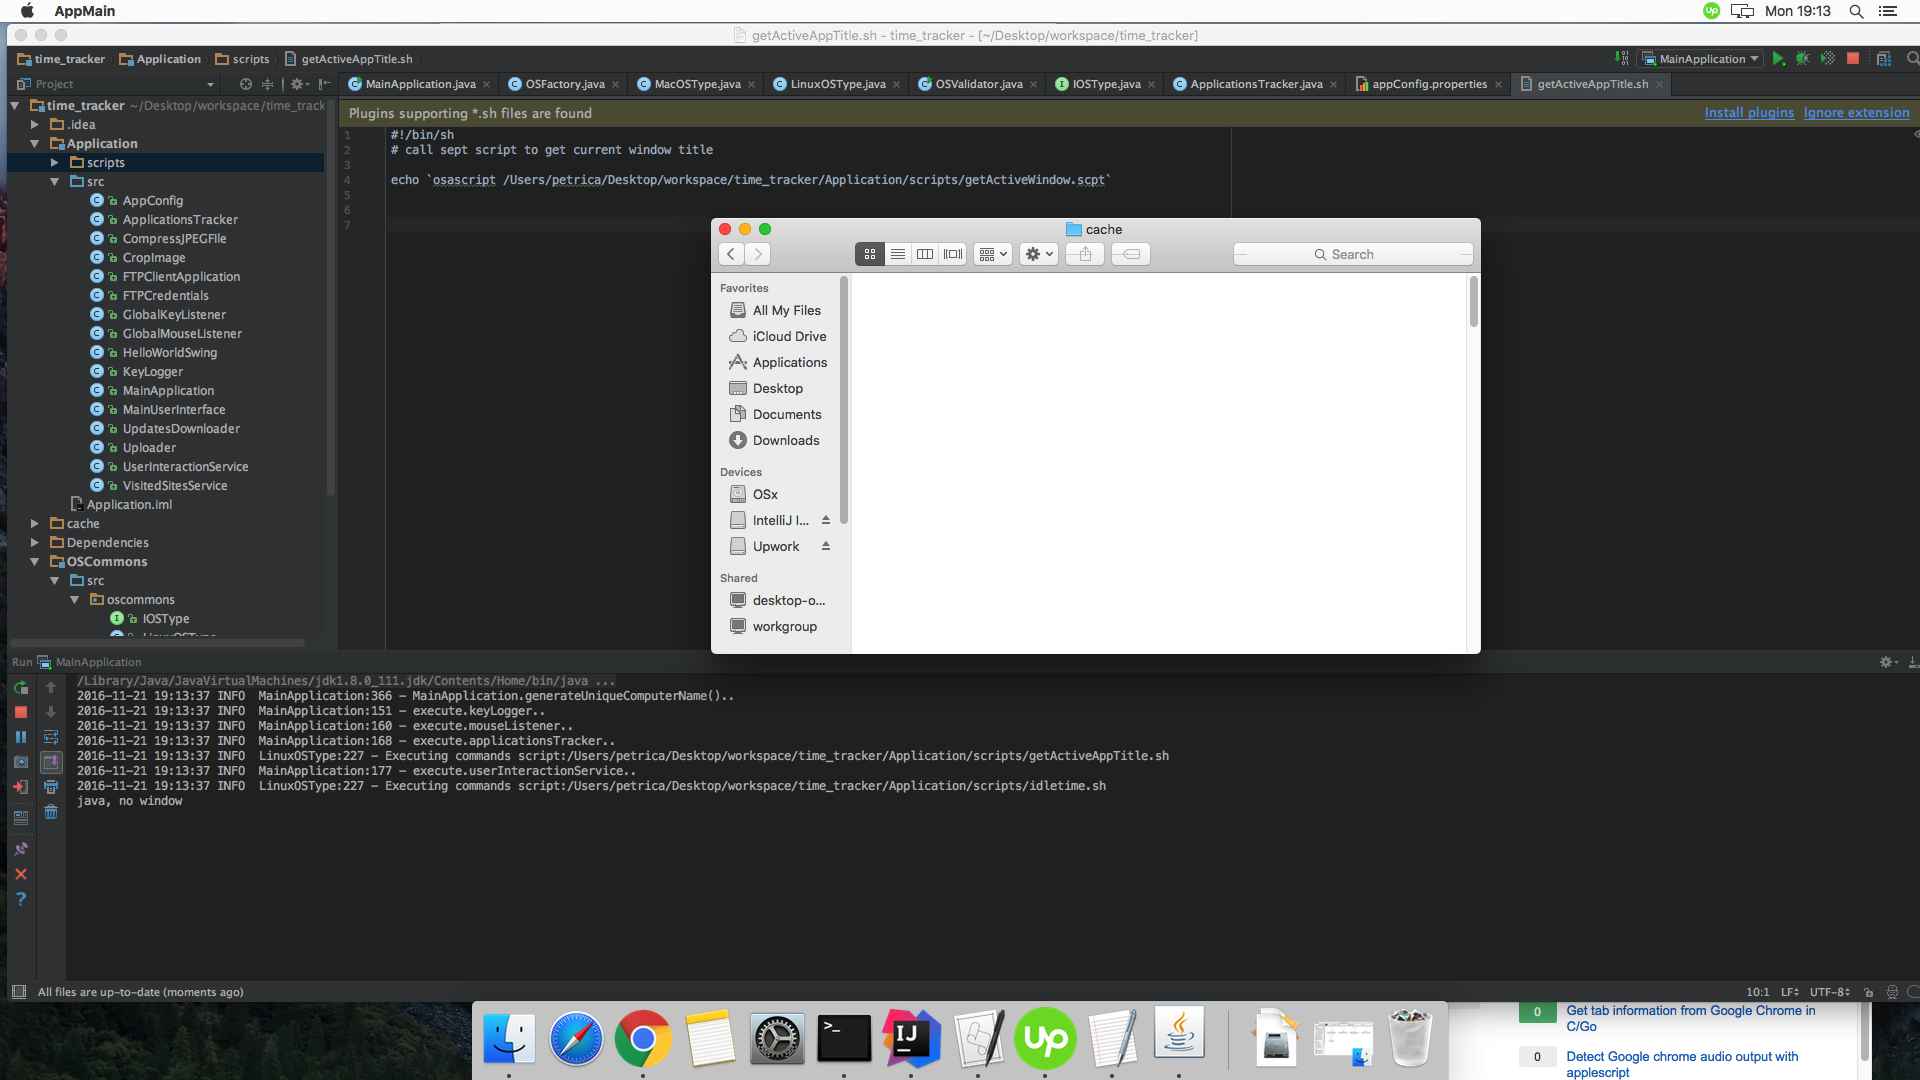 AppMain
Mon 19:13
getActiveAppTitle.sh - time_tracker - [~/Desktop/workspace/time_tracker]
time_tracker Application scripts getActiveAppTitle.sh
MainApplication
Project
MainApplication.java OSFactory.java MacOSType.java LinuxOSType.java OSValidator.java IOSType.java ApplicationsTracker.java appConfig.properties getActiveAppTitle.sh
time_tracker ~/Desktop/workspace/time_track
.idea
Application
scripts
src
AppConfig
ApplicationsTracker
CompressJPEGFIle
CropImage
FTPClientApplication
FTPCredentials
GlobalKeyListener
GlobalMouseListener
HelloWorldSwing
KeyLogger
MainApplication
MainUserInterface
UpdatesDownloader
Uploader
UserInteractionService
VisitedSitesService
Application.iml
cache
Dependencies
OSCommons
src
oscommons
IOSType
LinuxOSType
Plugins supporting *.sh files are found
Install plugins Ignore extension
1 #!/bin/sh
2 # call sept script to get current window title
3
4 echo `osascript /Users/petrica/Desktop/workspace/time_tracker/Application/scripts/getActiveWindow.scpt`
5
6
7
cache
Search
Favorites
All My Files
iCloud Drive
Applications
Desktop
Documents
Downloads
Devices
OSx
IntelliJ I...
Upwork
Shared
desktop-o...
workgroup
Run MainApplication
/Library/Java/JavaVirtualMachines/jdk1.8.0_111.jdk/Contents/Home/bin/java ...
2016-11-21 19:13:37 INFO  MainApplication:366 - MainApplication.generateUniqueComputerName()..
2016-11-21 19:13:37 INFO  MainApplication:151 - execute.keyLogger..
2016-11-21 19:13:37 INFO  MainApplication:160 - execute.mouseListener..
2016-11-21 19:13:37 INFO  MainApplication:168 - execute.applicationsTracker..
2016-11-21 19:13:37 INFO  LinuxOSType:227 - Executing commands script:/Users/petrica/Desktop/workspace/time_tracker/Application/scripts/getActiveAppTitle.sh
2016-11-21 19:13:37 INFO  MainApplication:177 - execute.userInteractionService..
2016-11-21 19:13:37 INFO  LinuxOSType:227 - Executing commands script:/Users/petrica/Desktop/workspace/time_tracker/Application/scripts/idletime.sh
java, no window
All files are up-to-date (moments ago)
10:1 LF UTF-8
IJ
Up
0 Get tab information from Google Chrome in
C/Go
0 Detect Google chrome audio output with
applescript